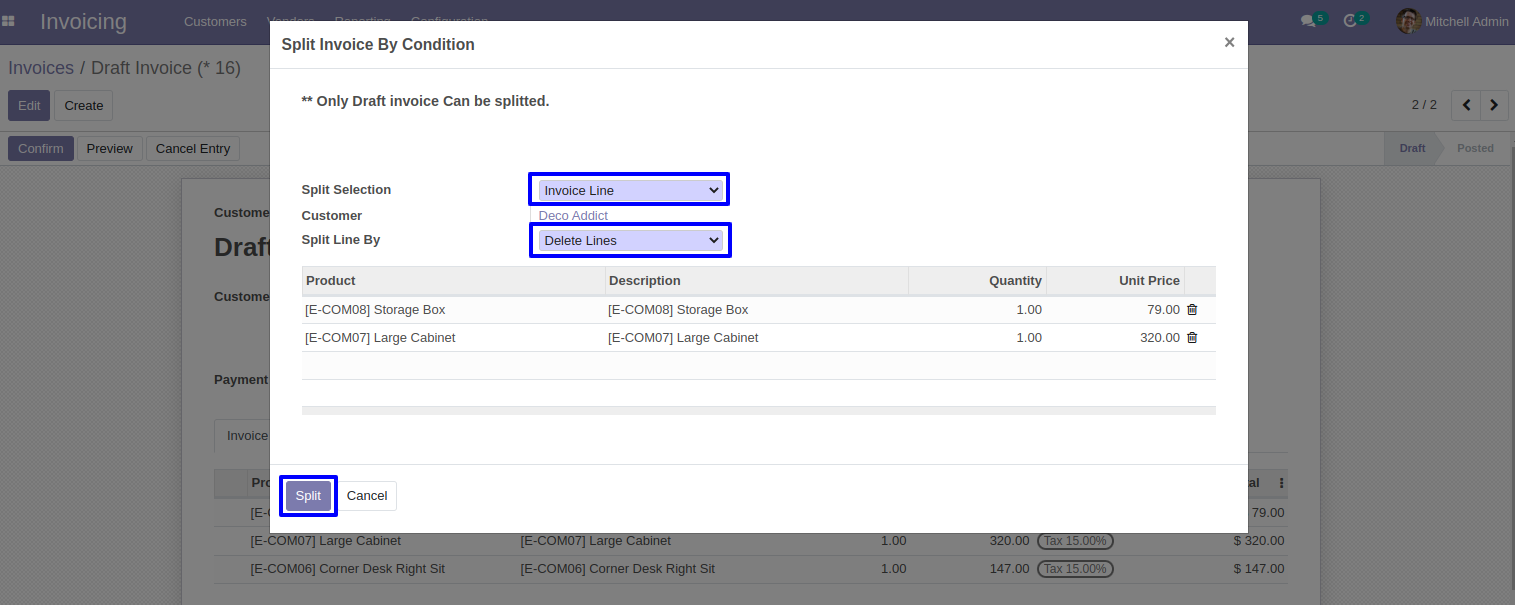 Invoicing Customers Vendors Reporting Configuration 5 2 Mitchell Admin
Split Invoice By Condition ×
Invoices / Draft Invoice (* 16)
Edit Create 2 / 2
** Only Draft invoice Can be splitted.
Confirm Preview Cancel Entry Draft Posted
Split Selection Invoice Line
Customer Deco Addict
Split Line By Delete Lines
Custome
Draft
Custome
Payment
Invoice
Product Description Quantity Unit Price
[E-COM08] Storage Box [E-COM08] Storage Box 1.00 79.00
[E-COM07] Large Cabinet [E-COM07] Large Cabinet 1.00 320.00
Split Cancel
Pro al
[E-C 79.00
[E-COM07] Large Cabinet [E-COM07] Large Cabinet 1.00 320.00 Tax 15.00% $ 320.00
[E-COM06] Corner Desk Right Sit [E-COM06] Corner Desk Right Sit 1.00 147.00 Tax 15.00% $ 147.00